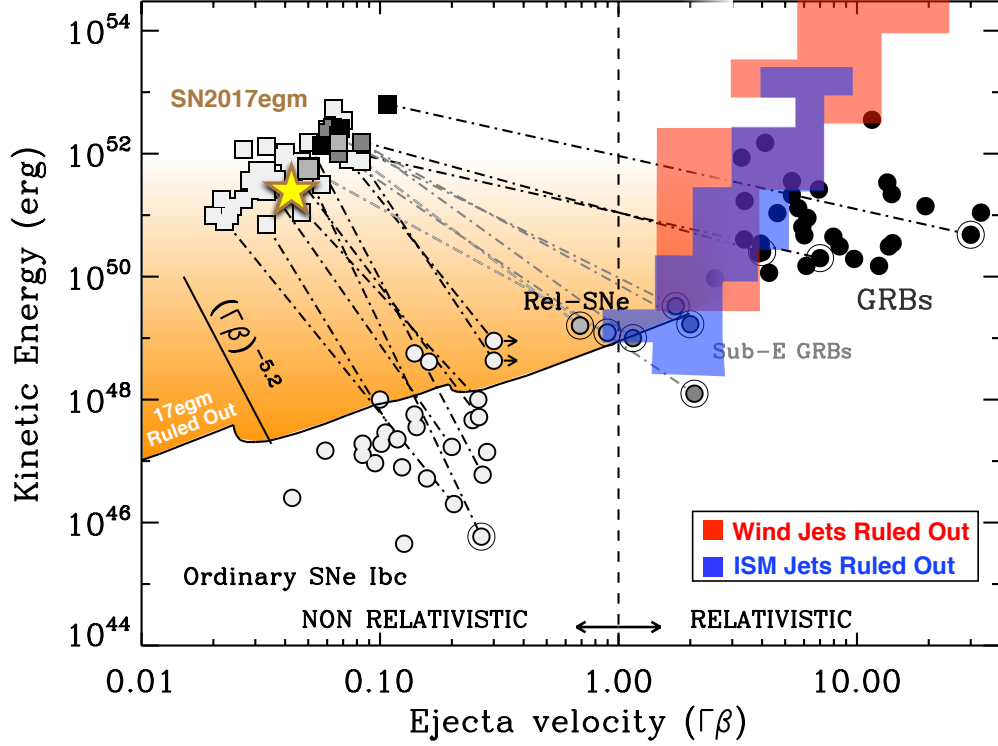 10^54
10^52
10^50
10^48
10^46
10^44
Kinetic Energy (erg)
SN2017egm
Rel-SNe
GRBs
Sub-E GRBs
(Γβ)^-5.2
17egm
Ruled Out
Wind Jets Ruled Out
ISM Jets Ruled Out
Ordinary SNe Ibc
NON RELATIVISTIC
RELATIVISTIC
0.01
0.10
1.00
10.00
Ejecta velocity (Γβ)